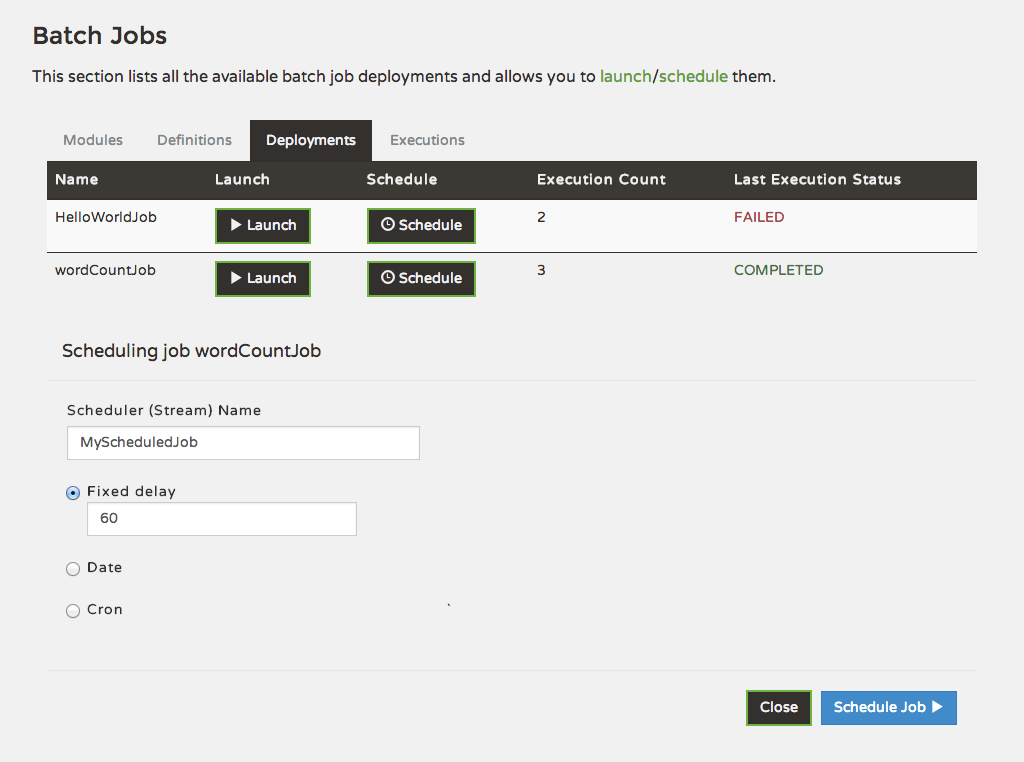 Batch Jobs
This section lists all the available batch job deployments and allows you to launch/schedule them.
Modules Definitions Deployments Executions
Name Launch Schedule Execution Count Last Execution Status
HelloWorldJob Launch Schedule 2 FAILED
wordCountJob Launch Schedule 3 COMPLETED
Scheduling job wordCountJob
Scheduler (Stream) Name
MyScheduledJob
Fixed delay
60
Date
Cron
Close Schedule Job